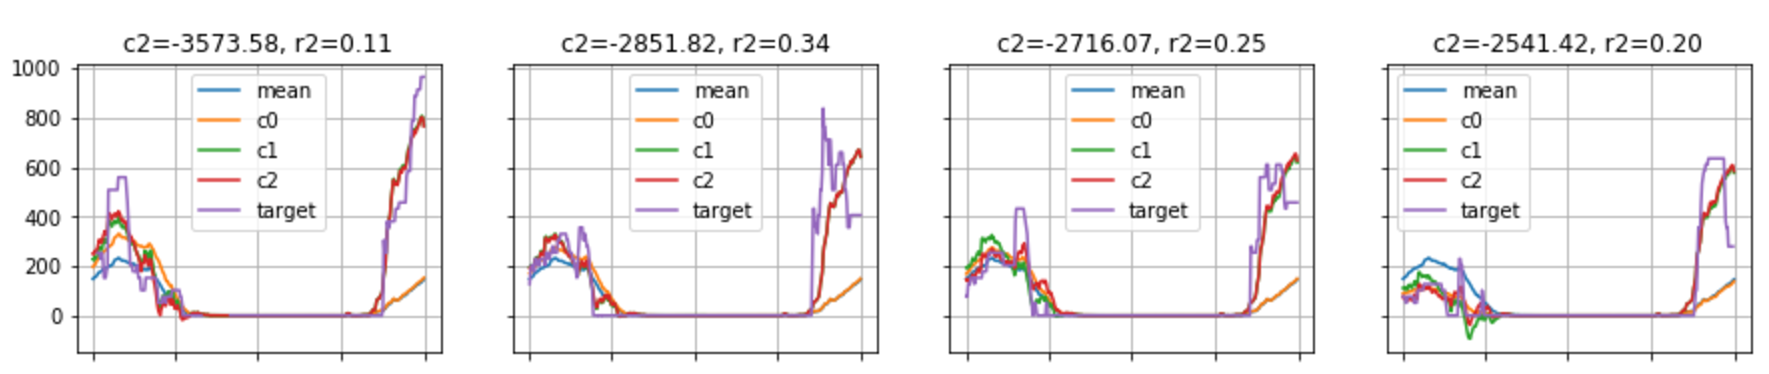 c2=-3573.58, r2=0.11
1000
800
600
400
200
0
mean
c0
c1
c2
target
c2=-2851.82, r2=0.34
mean
c0
c1
c2
target
c2=-2716.07, r2=0.25
mean
c0
c1
c2
target
c2=-2541.42, r2=0.20
mean
c0
c1
c2
target